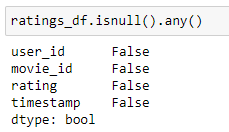 ratings_df.isnull().any()
user_id False
movie_id False
rating False
timestamp False
dtype: bool